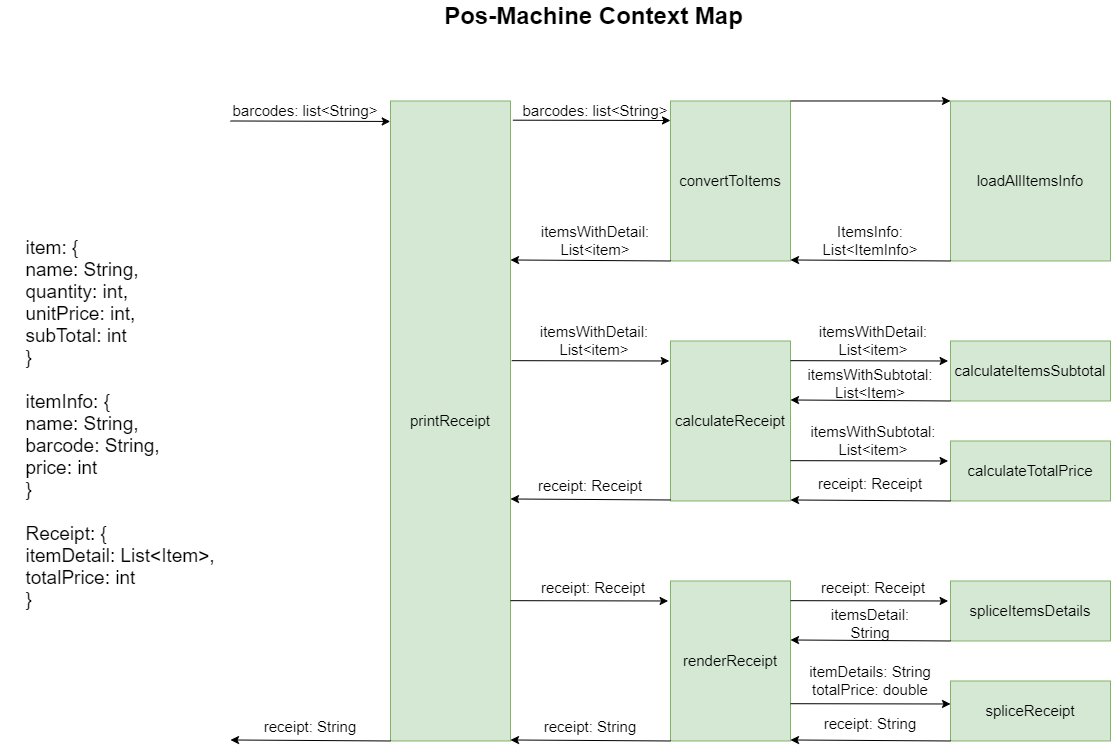 Pos-Machine Context Map
barcodes: list<String>
barcodes: list<String>
convertToItems
loadAllItemsInfo
itemsWithDetail:
List<item>
ItemsInfo:
List<ItemInfo>
item: {
name: String,
quantity: int,
unitPrice: int,
subTotal: int
}
itemInfo: {
name: String,
barcode: String,
price: int
}
Receipt: {
itemDetail: List<Item>,
totalPrice: int
}
printReceipt
itemsWithDetail:
List<item>
calculateReceipt
itemsWithDetail:
List<item>
calculateItemsSubtotal
itemsWithSubtotal:
List<Item>
itemsWithSubtotal:
List<item>
calculateTotalPrice
receipt: Receipt
receipt: Receipt
receipt: Receipt
renderReceipt
receipt: Receipt
spliceItemsDetails
itemsDetail:
String
itemDetails: String
totalPrice: double
spliceReceipt
receipt: String
receipt: String
receipt: String